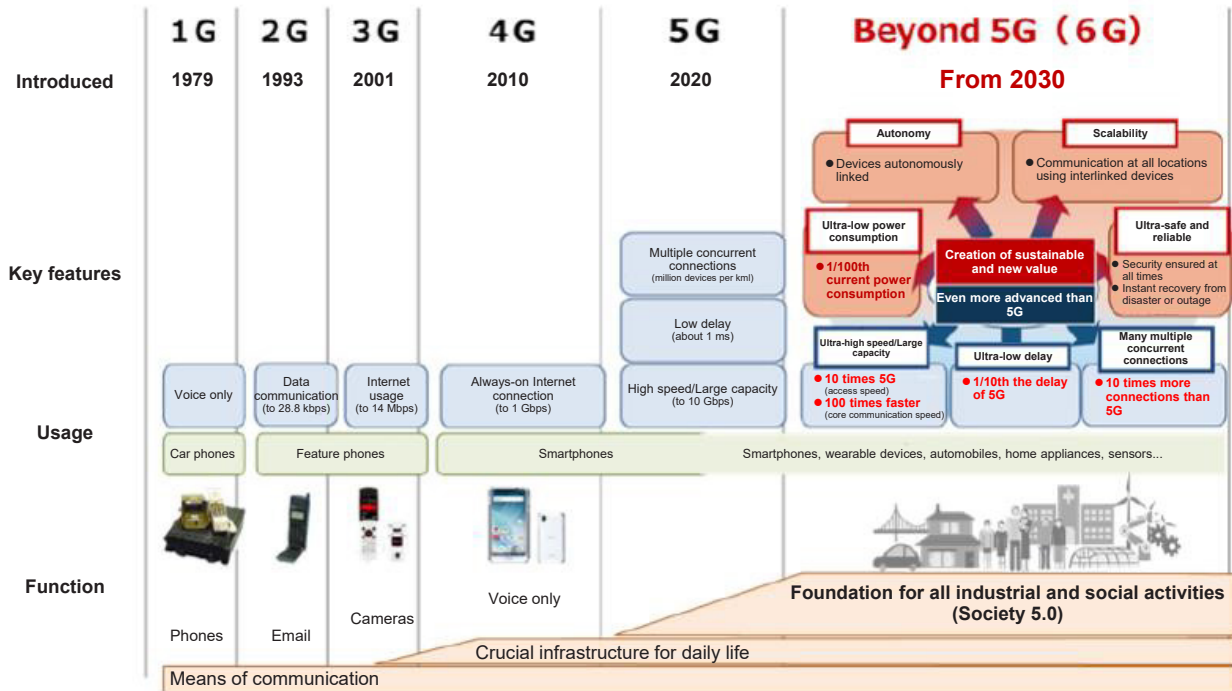 1G 2G 3G 4G 5G Beyond 5G (6G)
Introduced 1979 1993 2001 2010 2020 From 2030
Autonomy
Devices autonomously
linked
Scalability
Communication at all locations
using interlinked devices
Key features
Multiple concurrent
connections
(million devices per kml)
Low delay
(about 1 ms)
Ultra-low power
consumption
1/100th
current power
consumption
Creation of sustainable
and new value
Even more advanced than
5G
Ultra-safe and
reliable
Security ensured at
all times
Instant recovery from
disaster or outage
Usage
Voice only
Data
communication
(to 28.8 kbps)
Internet
usage
(to 14 Mbps)
Always-on Internet
connection
(to 1 Gbps)
High speed/Large capacity
(to 10 Gbps)
Ultra-high speed/Large
capacity
10 times 5G
(access speed)
100 times faster
(core communication speed)
Ultra-low delay
1/10th the delay
of 5G
Many multiple
concurrent
connections
10 times more
connections than
5G
Car phones
Feature phones
Smartphones
Smartphones, wearable devices, automobiles, home appliances, sensors...
Function
Phones
Email
Cameras
Voice only
Foundation for all industrial and social activities
(Society 5.0)
Crucial infrastructure for daily life
Means of communication